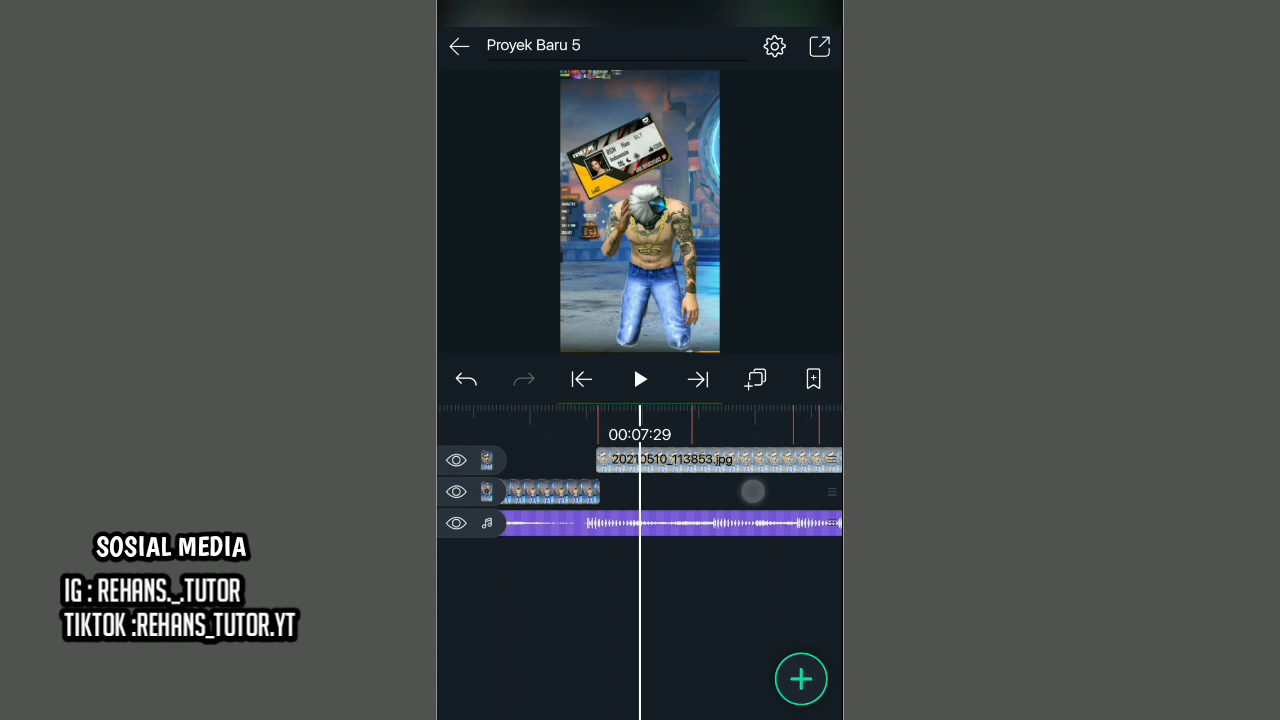 Proyek Baru 5
00:07:29
20210510_113853.jpg
SOSIAL MEDIA
IG : REHANS._.TUTOR
TIKTOK :REHANS_TUTOR.YT